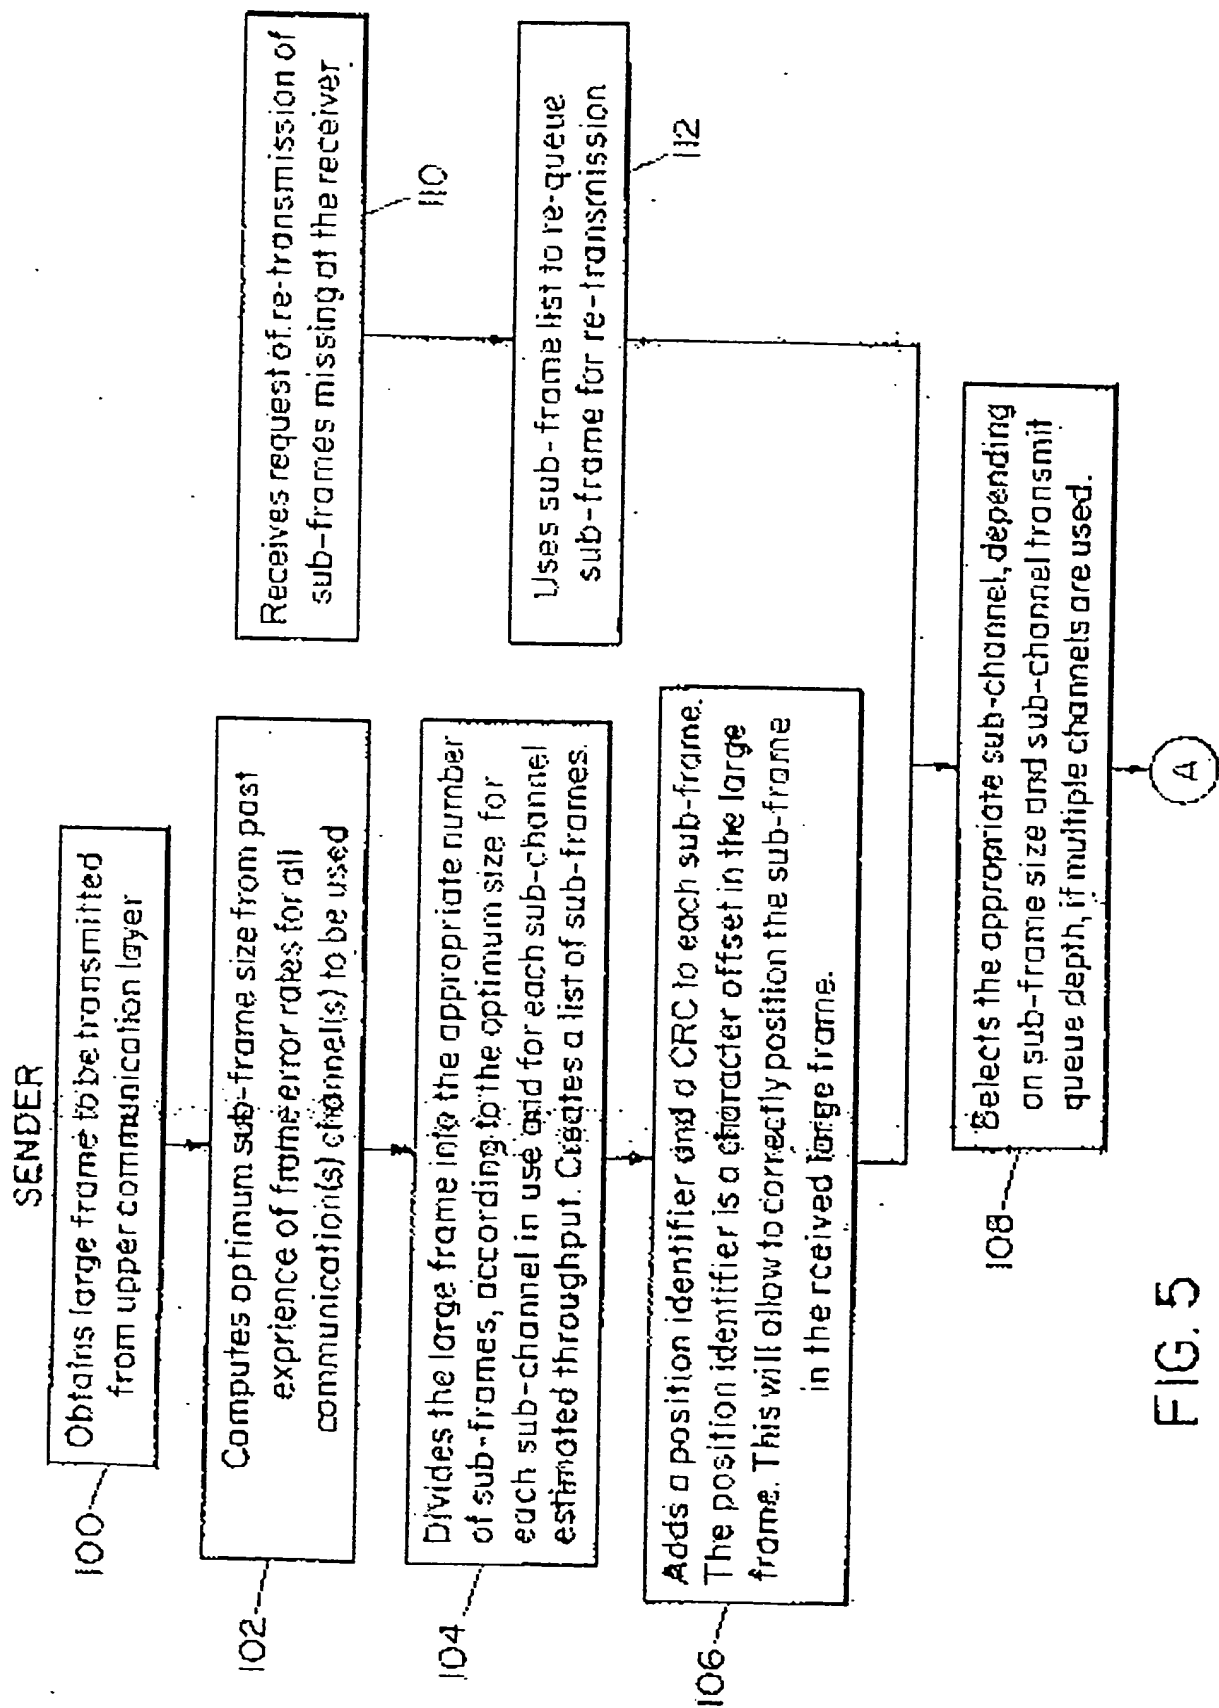 SENDER
100
Obtains large frame to be transmitted
from upper communication layer
102
Computes optimum sub-frame size from past
exprience of frame error rates for all
communication(s) channel(s) to be used
104
Divides the large frame into the appropriate number
of sub-frames, according to the optimum size for
each sub-channel in use and for each sub-channel
estimated throughput. Creates a list of sub-frames.
106
Adds a position identifier and a CRC to each sub-frame.
The position identifier is a character offset in the large
frame. This will allow to correctly position the sub-frame
in the rceived large frame.
Receives request of re-transmission of
sub-frames missing at the receiver
110
Uses sub-frame list to re-queue
sub-frame for re-transmission
112
108
Selects the appropriate sub-channel, depending
on sub-frame size and sub-channel transmit
queue depth, if multiple channels are used.
A
FIG. 5